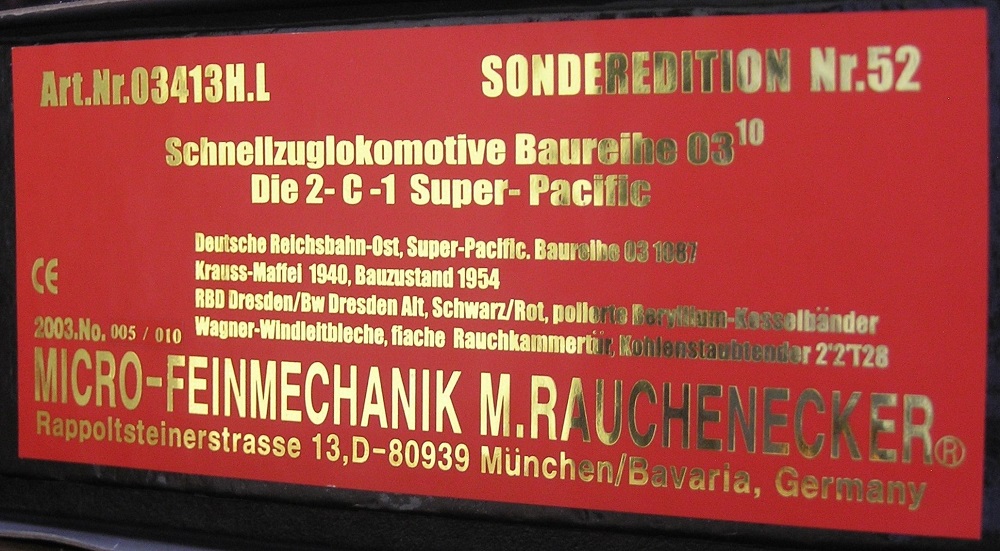 Art.Nr.03413H.L SONDEREDITION Nr.52
Schnellzuglokomotive Baureihe 03¹⁰
Die 2- C -1 Super- Pacific
Deutsche Reichsbahn-Ost, Super-Pacific. Baureihe 03 1087
Krauss-Maffei 1940, Bauzustand 1954
RBD Dresden/Bw Dresden Alt, Schwarz/Rot, polierte Beryllium-Kesselbänder
CE
Wagner-Windleitbleche, flache Rauchkammertür, Kohlenstaubtender 2'2'T28
2003.No. 005 / 010
MICRO-FEINMECHANIK M.RAUCHENECKER®
Rappoltsteinerstrasse 13,D-80939 München/Bavaria, Germany